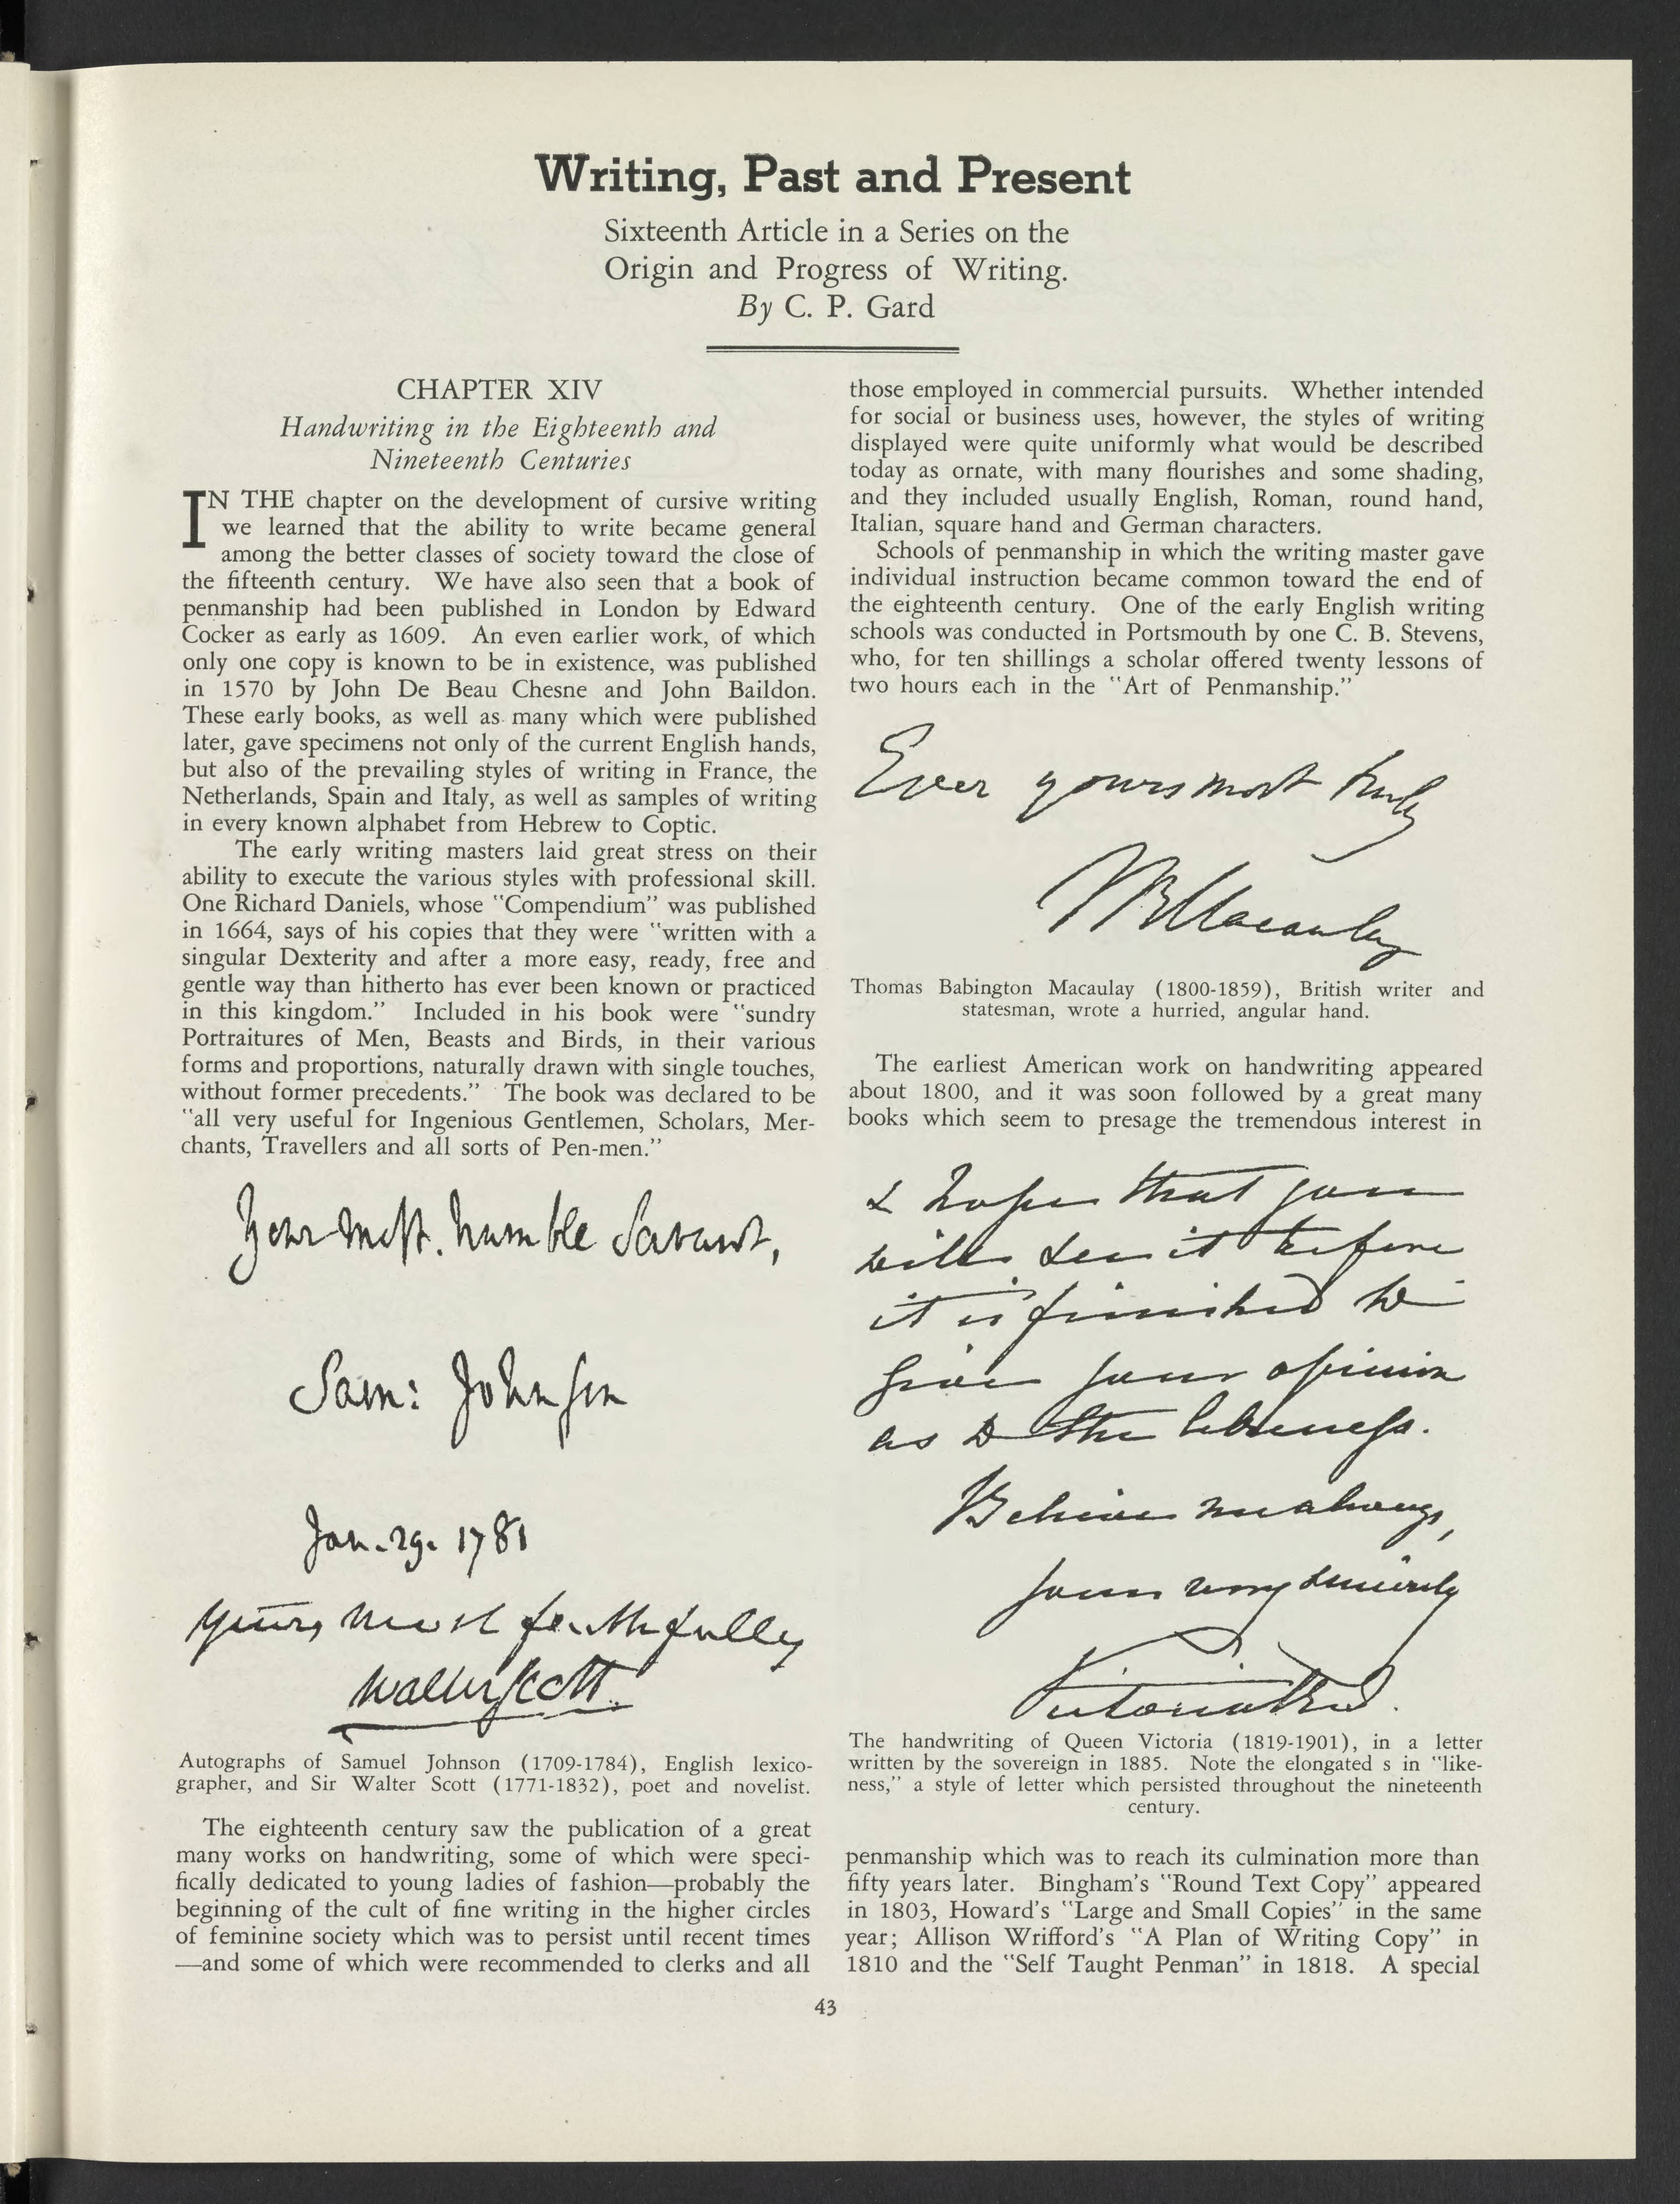 Writing, Past and Present
Sixteenth Article in a Series on the
Origin and Progress of Writing.
By C. P. Gard
CHAPTER XIV
Handwriting in the Eighteenth and
Nineteenth Centuries
IN THE chapter on the development of cursive writing
we learned that the ability to write became general
among the better classes of society toward the close of
the fifteenth century. We have also seen that a book of
penmanship had been published in London by Edward
Cocker as early as 1609. An even earlier work, of which
only one copy is known to be in existence, was published
in 1570 by John De Beau Chesne and John Baildon.
These early books, as well as many which were published
later, gave specimens not only of the current English hands,
but also of the prevailing styles of writing in France, the
Netherlands, Spain and Italy, as well as samples of writing
in every known alphabet from Hebrew to Coptic.
The early writing masters laid great stress on their
ability to execute the various styles with professional skill.
One Richard Daniels, whose "Compendium" was published
in 1664, says of his copies that they were "written with a
singular Dexterity and after a more easy, ready, free and
gentle way than hitherto has ever been known or practiced
in this kingdom." Included in his book were "sundry
Portraitures of Men, Beasts and Birds, in their various
forms and proportions, naturally drawn with single touches,
without former precedents." The book was declared to be
"all very useful for Ingenious Gentlemen, Scholars, Mer-
chants, Travellers and all sorts of Pen-men."
Your most humble Servant,
Sam: Johnson
Jan. 29. 1781
Yours most faithfully
Walter Scott
Autographs of Samuel Johnson (1709-1784), English lexico-
grapher, and Sir Walter Scott (1771-1832), poet and novelist.
The eighteenth century saw the publication of a great
many works on handwriting, some of which were speci-
fically dedicated to young ladies of fashion—probably the
beginning of the cult of fine writing in the higher circles
of feminine society which was to persist until recent times
—and some of which were recommended to clerks and all
those employed in commercial pursuits. Whether intended
for social or business uses, however, the styles of writing
displayed were quite uniformly what would be described
today as ornate, with many flourishes and some shading,
and they included usually English, Roman, round hand,
Italian, square hand and German characters.
Schools of penmanship in which the writing master gave
individual instruction became common toward the end of
the eighteenth century. One of the early English writing
schools was conducted in Portsmouth by one C. B. Stevens,
who, for ten shillings a scholar offered twenty lessons of
two hours each in the "Art of Penmanship."
Ever yours most truly
TBMacaulay
Thomas Babington Macaulay (1800-1859), British writer and
statesman, wrote a hurried, angular hand.
The earliest American work on handwriting appeared
about 1800, and it was soon followed by a great many
books which seem to presage the tremendous interest in
I hope that you
will see it before
it is finished to
give your opinion
as to the likeness.
Believe me always,
yours very sincerely
Victoria R
The handwriting of Queen Victoria (1819-1901), in a letter
written by the sovereign in 1885. Note the elongated s in "like-
ness," a style of letter which persisted throughout the nineteenth
century.
penmanship which was to reach its culmination more than
fifty years later. Bingham's "Round Text Copy" appeared
in 1803, Howard's "Large and Small Copies" in the same
year; Allison Wrifford's "A Plan of Writing Copy" in
1810 and the "Self Taught Penman" in 1818. A special
43